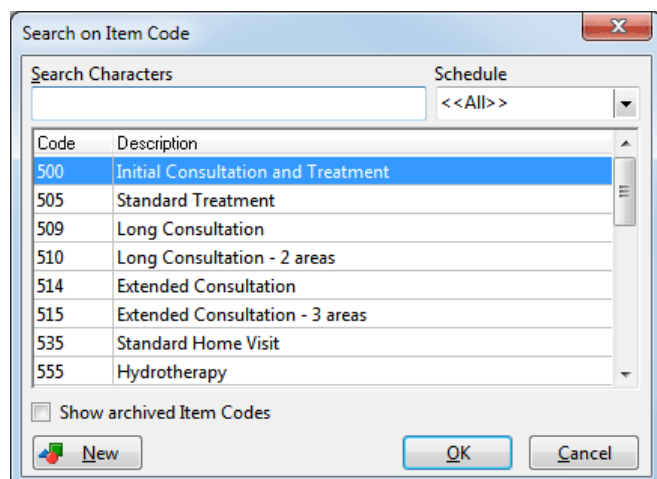 Search on Item Code
Search Characters Schedule
<<All>>
Code Description
500 Initial Consultation and Treatment
505 Standard Treatment
509 Long Consultation
510 Long Consultation - 2 areas
514 Extended Consultation
515 Extended Consultation - 3 areas
535 Standard Home Visit
555 Hydrotherapy
Show archived Item Codes
New OK Cancel